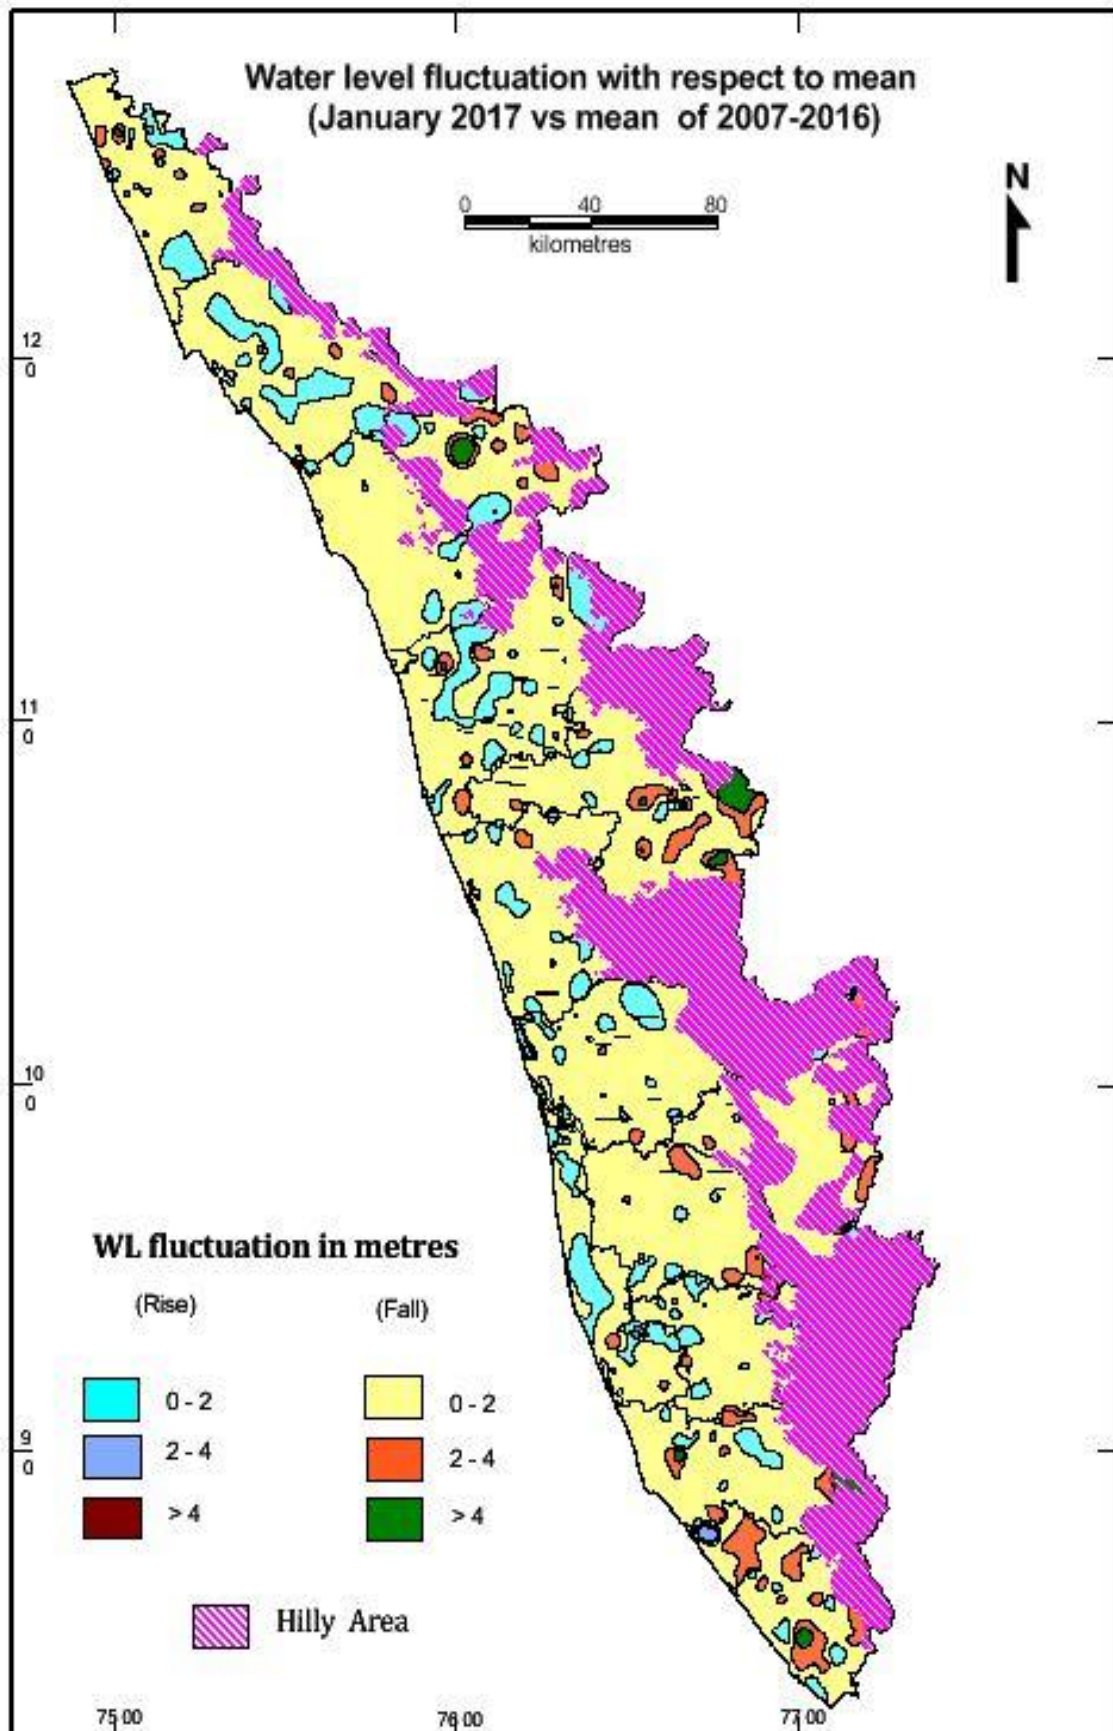 Water level fluctuation with respect to mean
(January 2017 vs mean of 2007-2016)
N
0 40 80
kilometres
12
0
11
0
10
0
9
0
WL fluctuation in metres
(Rise) (Fall)
0 - 2 0 - 2
2 - 4 2 - 4
> 4 > 4
Hilly Area
75 00 76 00 77 00